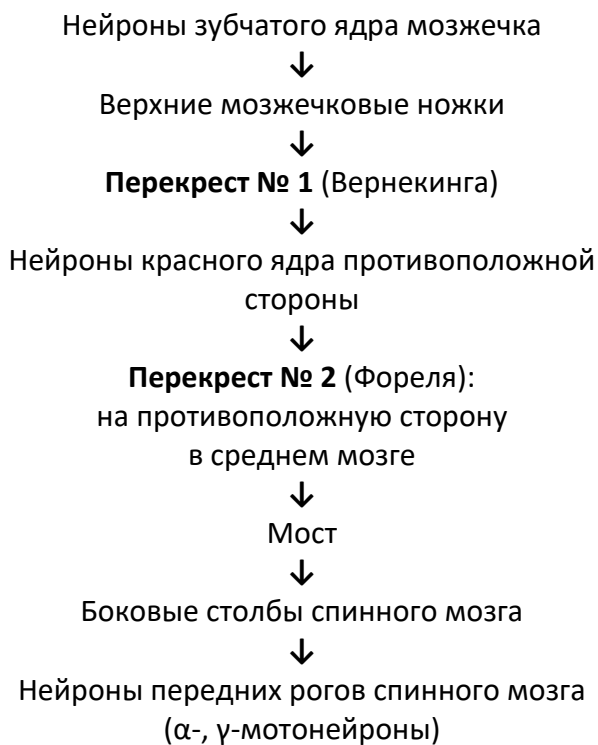 Нейроны зубчатого ядра мозжечка
↓
Верхние мозжечковые ножки
↓
Перекрест № 1 (Вернекинга)
↓
Нейроны красного ядра противоположной
стороны
↓
Перекрест № 2 (Фореля):
на противоположную сторону
в среднем мозге
↓
Мост
↓
Боковые столбы спинного мозга
↓
Нейроны передних рогов спинного мозга
(α-, γ-мотонейроны)